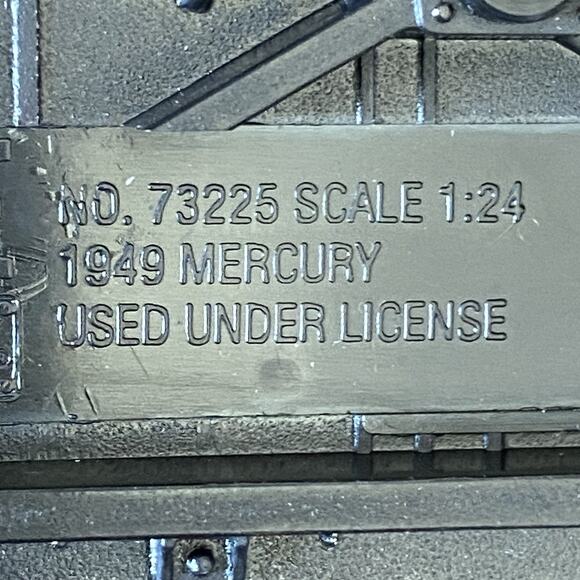 NO. 73225 SCALE 1:24
1949 MERCURY
USED UNDER LICENSE